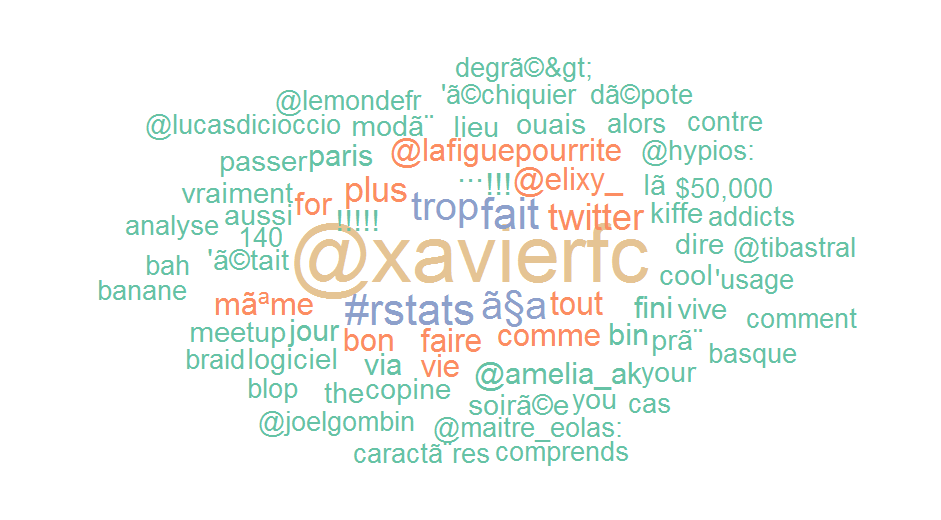 degrã©&gt;
@lemondefr 'ã©chiquier dã©pote
@lucasdicioccio modã¨ lieu ouais alors contre
passer paris @lafiguepourrite @hypios:
vraiment for plus ... !!! @elixy_ lã $50,000
analyse aussi !!!!! trop fait twitter kiffe addicts
140 @xavierfc dire @tibastral
bah 'ã©tait cool 'usage
banane mãªme #rstats ã§a tout fini vive comment
meetup jour bon faire comme bin prã¨ basque
braid logiciel via vie @amelia_ak your
blop the copine soirã©e you cas
@joelgombin @maitre_eolas:
caractã¨res comprends